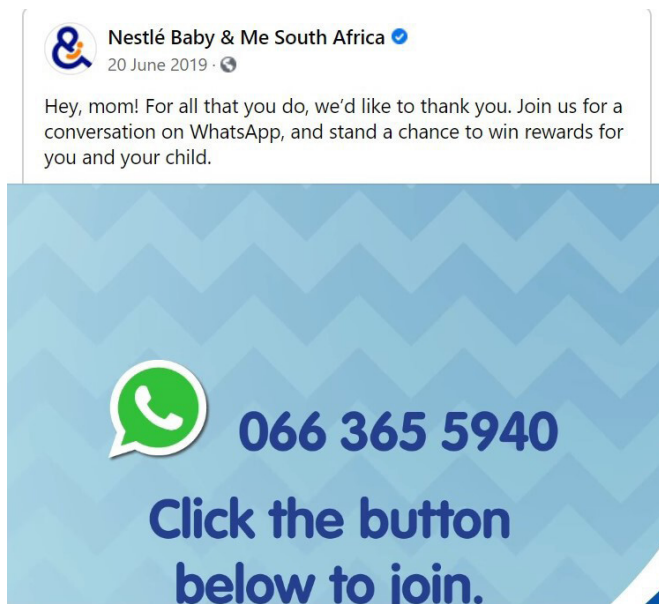 Nestlé Baby & Me South Africa
20 June 2019 ·
Hey, mom! For all that you do, we’d like to thank you. Join us for a
conversation on WhatsApp, and stand a chance to win rewards for
you and your child.
066 365 5940
Click the button
below to join.